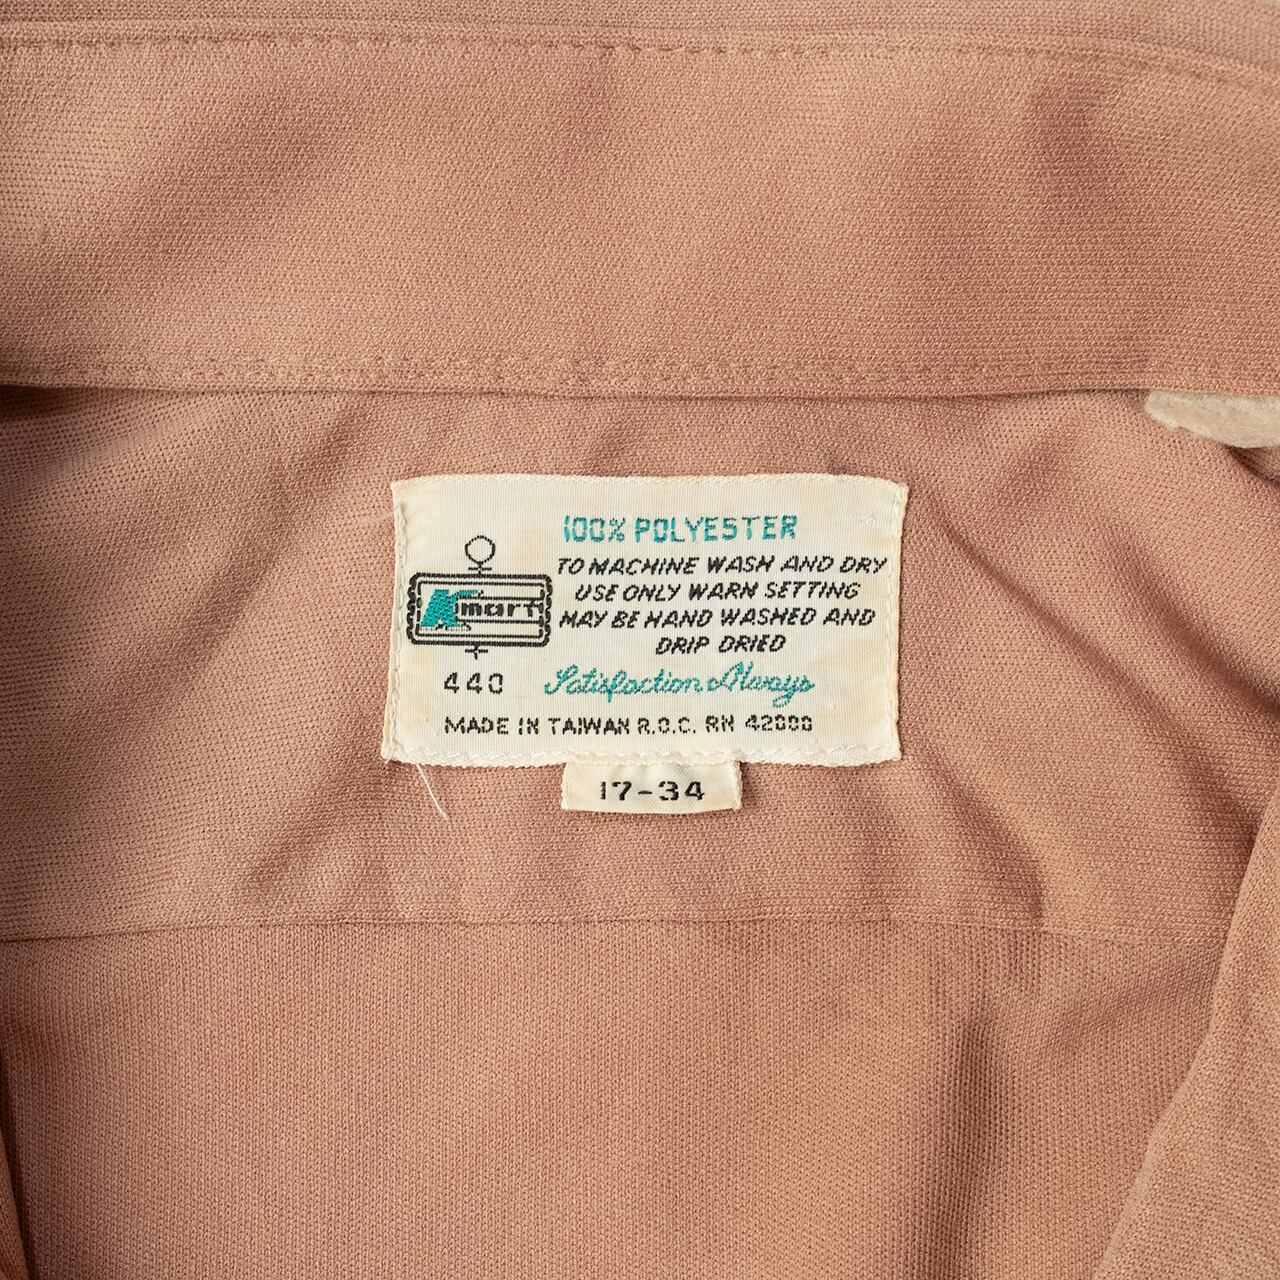 100% POLYESTER
TO MACHINE WASH AND DRY
USE ONLY WARM SETTING
MAY BE HAND WASHED AND
DRIP DRIED
Kmart
440 Satisfaction Always
MADE IN TAIWAN R.O.C. RN 42000
17-34